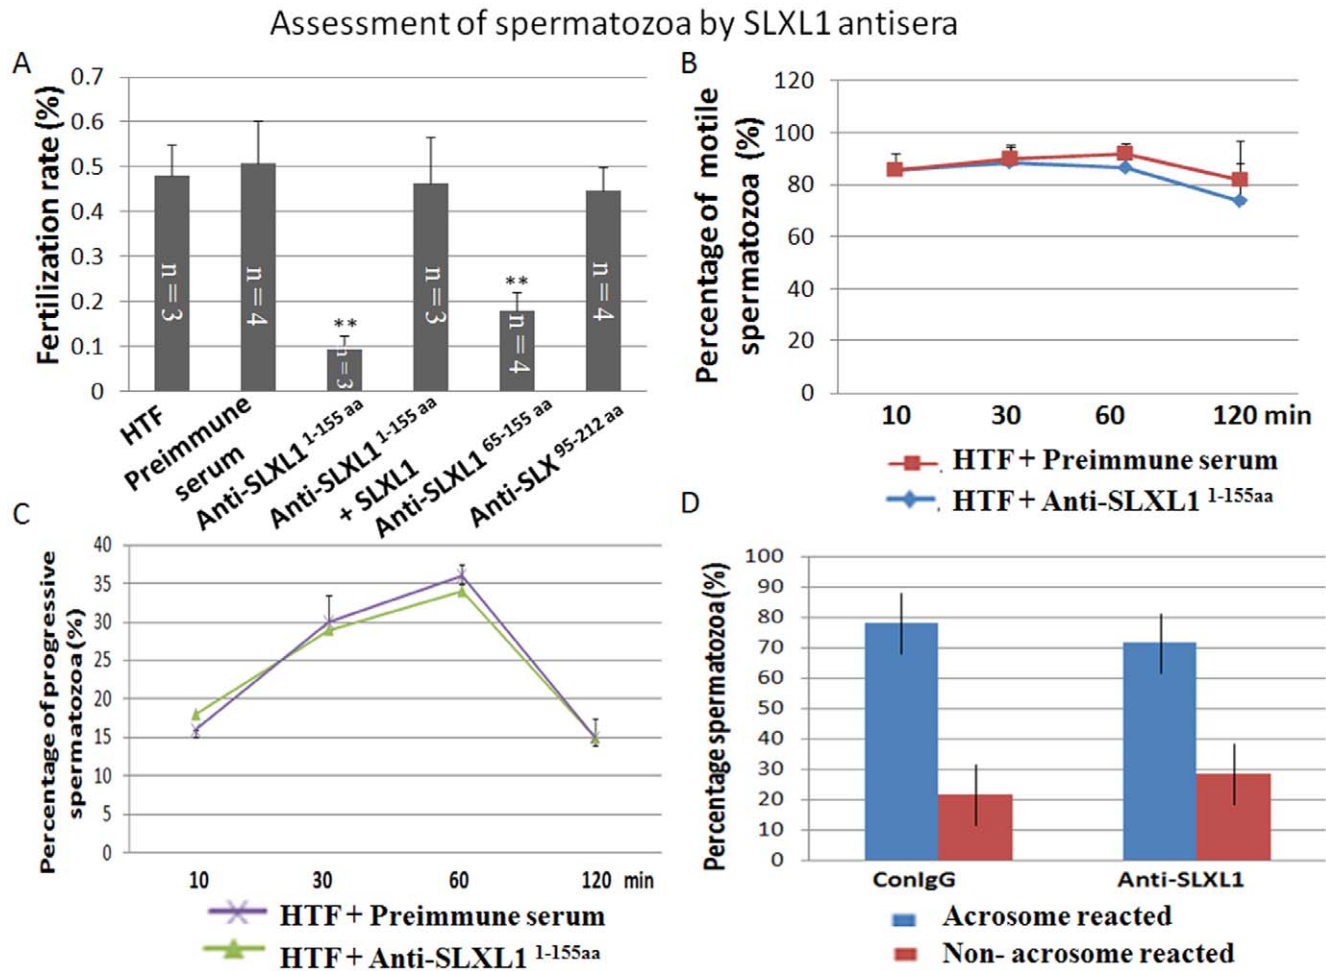 Assessment of spermatozoa by SLXL1 antisera
A
Fertilization rate (%)
0.7
0.6
0.5
0.4
0.3
0.2
0.1
0
n = 3
n = 4
**
n = 3
n = 3
**
n = 4
n = 4
HTF
Preimmune
serum
Anti-SLXL1 1-155 aa
Anti-SLXL1 1-155 aa
+ SLXL1
Anti-SLXL1 65-155 aa
Anti-SLX 95-212 aa
B
Percentage of motile
spermatozoa (%)
120
100
80
60
40
20
0
10 30 60 120 min
HTF + Preimmune serum
HTF + Anti-SLXL1 1-155aa
C
Percentage of progressive
spermatozoa (%)
40
35
30
25
20
15
10
5
0
10 30 60 120 min
HTF + Preimmune serum
HTF + Anti-SLXL1 1-155aa
D
Percentage spermatozoa (%)
100
90
80
70
60
50
40
30
20
10
0
ConIgG Anti-SLXL1
Acrosome reacted
Non- acrosome reacted